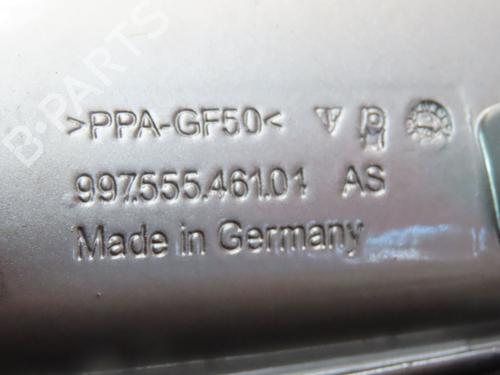 B-PARTS
>PPA-GF50<
997.555.461.01 AS
Made in Germany